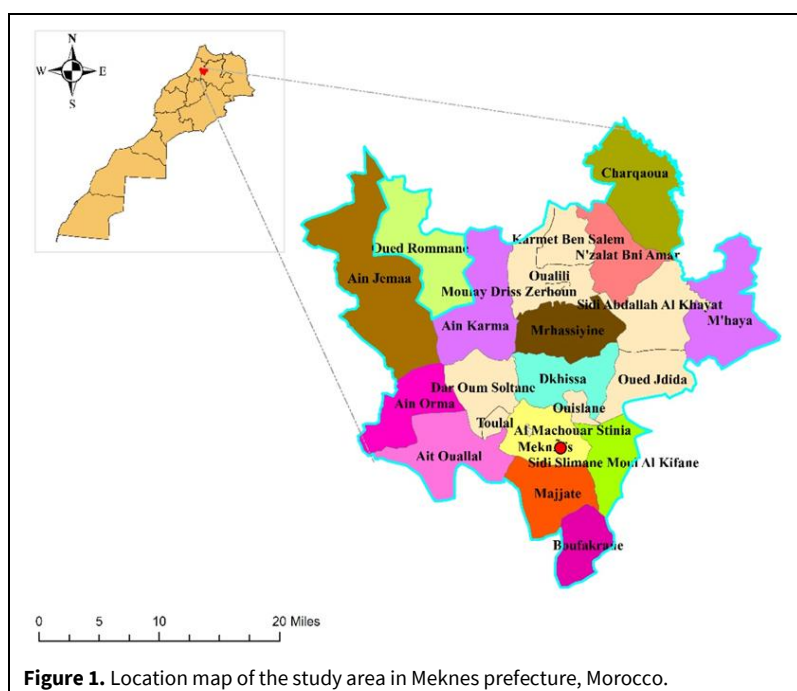 N
W E
S
Charqaoua
Oued Rommane
Karmet Ben Salem
N'zalat Bni Amar
Ain Jemaa
Oualili
Moulay Driss Zerhoun
Sidi Abdallah Al Khayat
M'haya
Ain Karma
Mrhassiyine
Dar Oum Soltane
Dkhissa
Oued Jdida
Ain Orma
Ouislane
Toulal
Al Machouar Stinia
Meknès
Ait Ouallal
Sidi Slimane Moul Al Kifane
Majjate
Boufakrane
0 5 10 20 Miles
Figure 1. Location map of the study area in Meknes prefecture, Morocco.